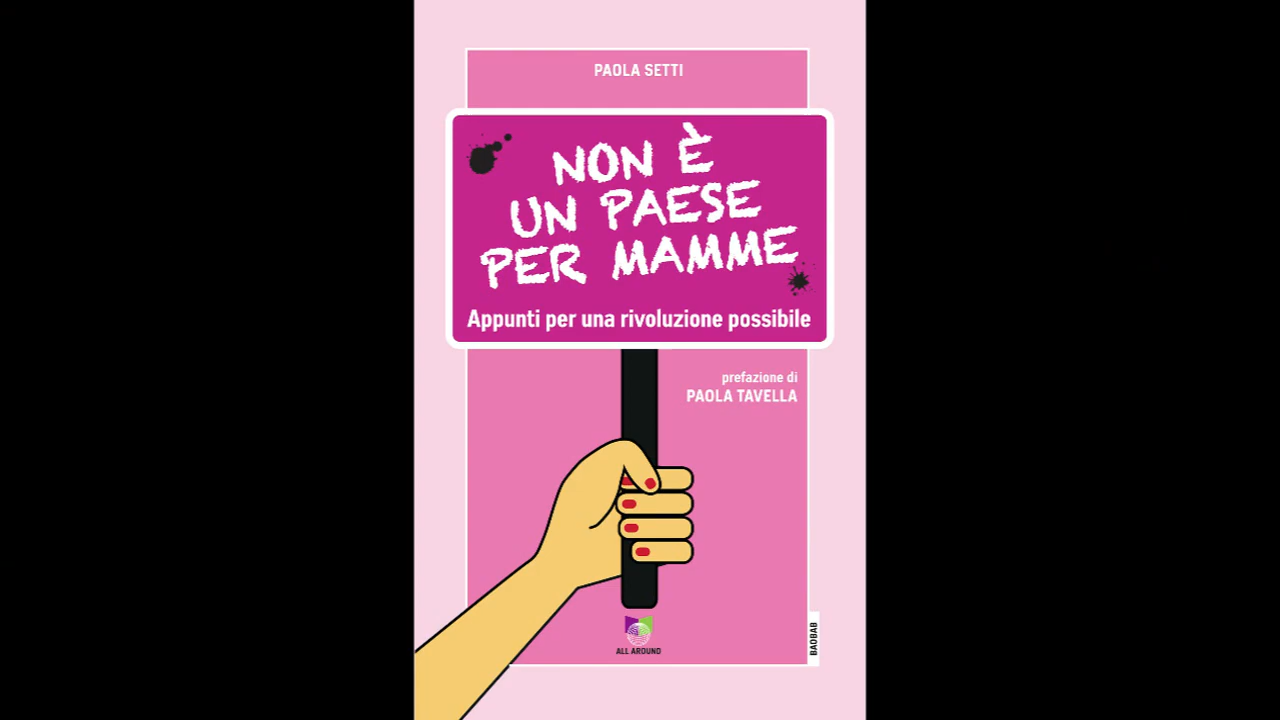 PAOLA SETTI
NON È
UN PAESE
PER MAMME
Appunti per una rivoluzione possibile
prefazione di
PAOLA TAVELLA
ALL AROUND
BAOBAB